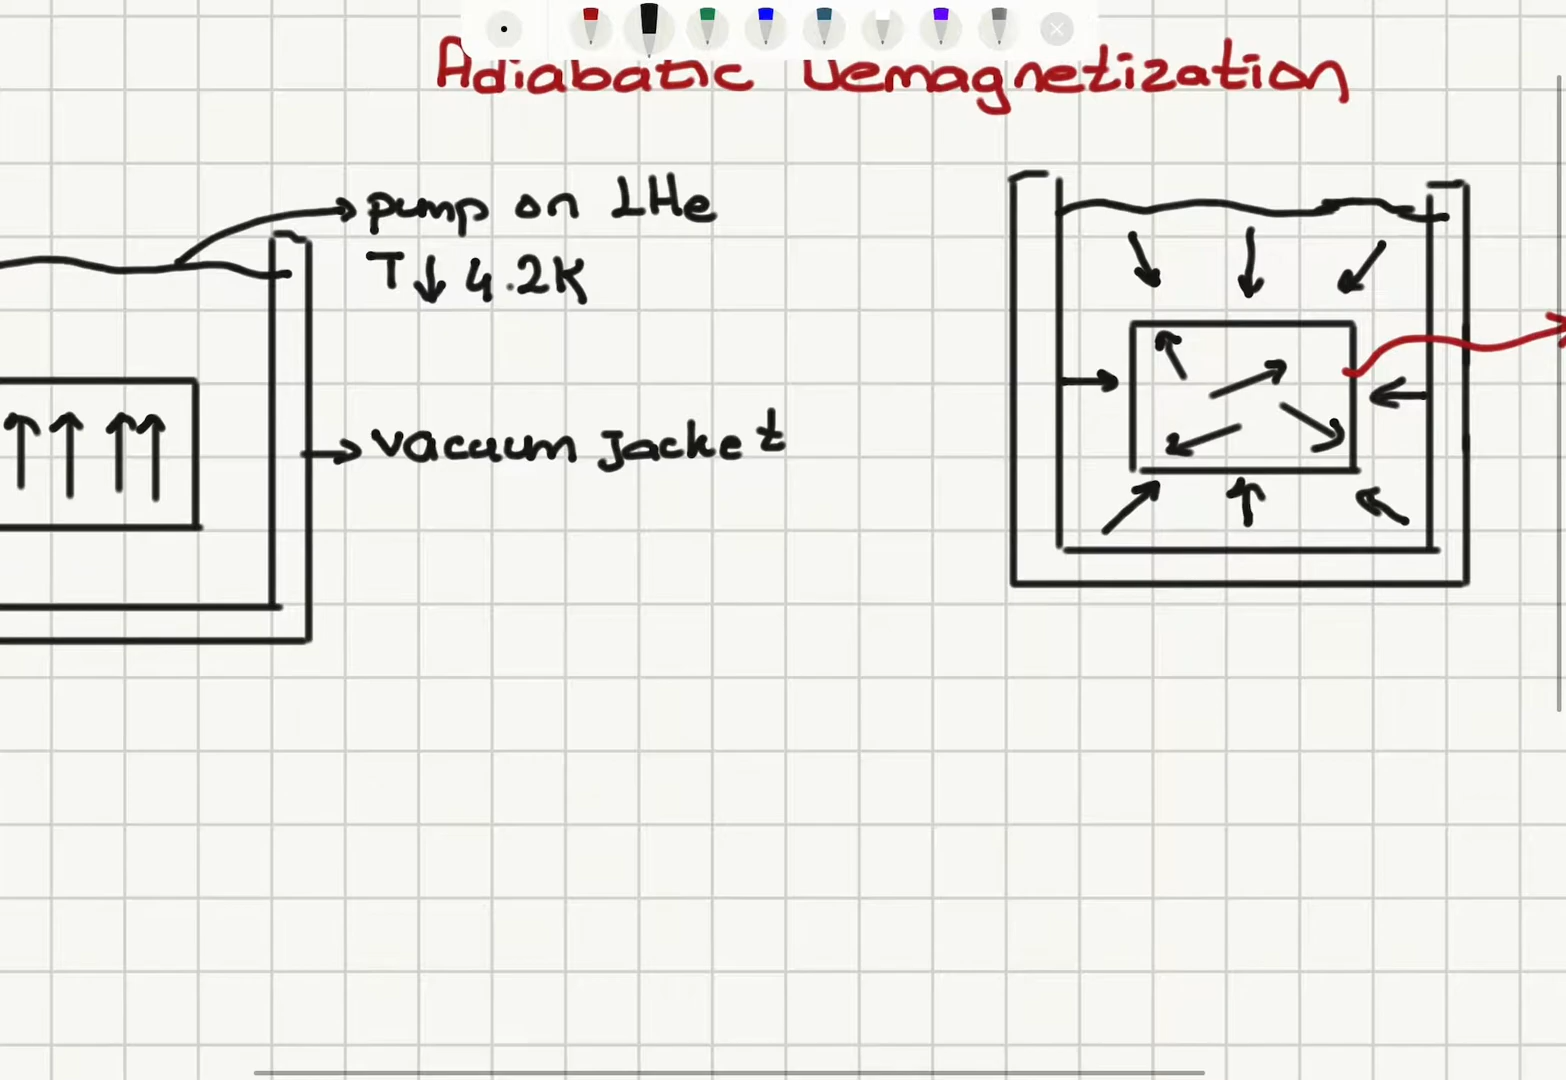 Adiabatic Demagnetization
pump on LHe
T↓ 4.2K
vacuum jacket